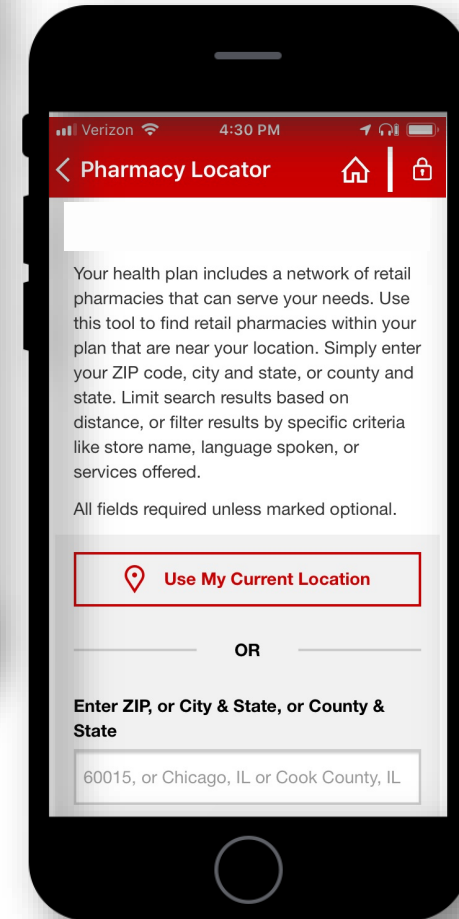 Verizon 4:30 PM
Pharmacy Locator
Your health plan includes a network of retail
pharmacies that can serve your needs. Use
this tool to find retail pharmacies within your
plan that are near your location. Simply enter
your ZIP code, city and state, or county and
state. Limit search results based on
distance, or filter results by specific criteria
like store name, language spoken, or
services offered.
All fields required unless marked optional.
Use My Current Location
OR
Enter ZIP, or City & State, or County &
State
60015, or Chicago, IL or Cook County, IL